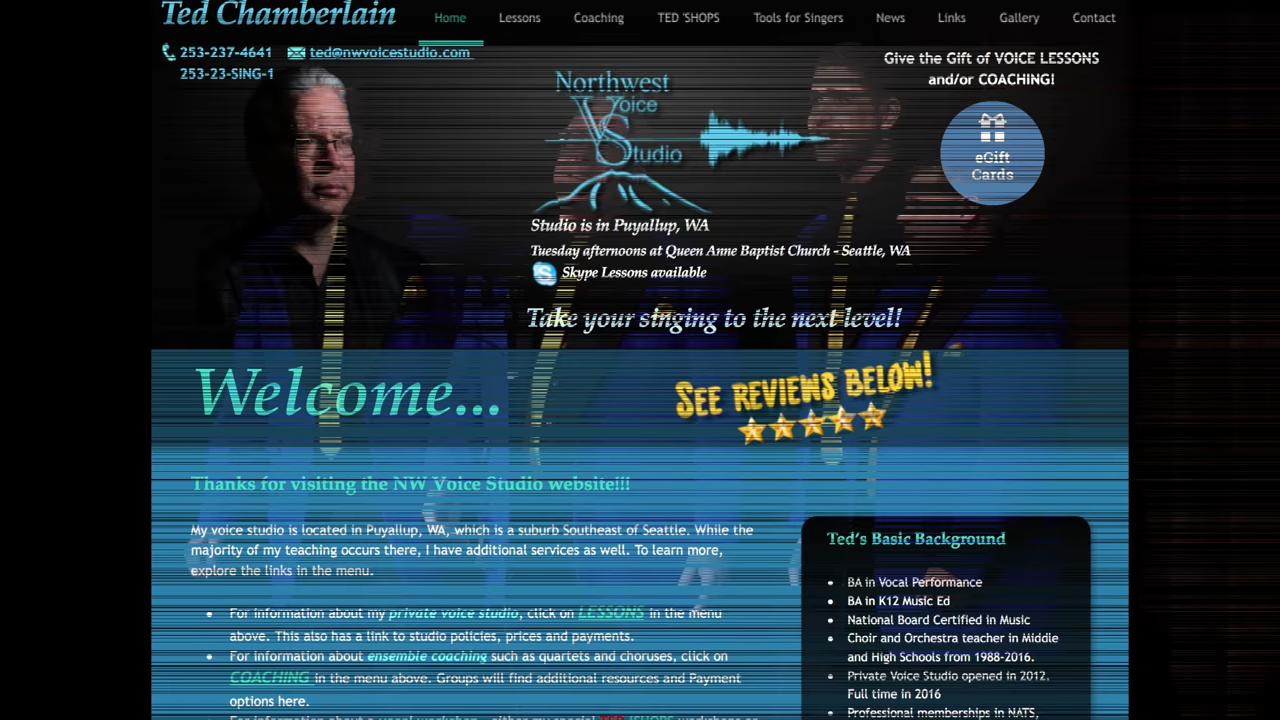 Ted Chamberlain
Home Lessons Coaching TED 'SHOPS Tools for Singers News Links Gallery Contact
253-237-4641 ted@nwvoicestudio.com
253-23-SING-1
Give the Gift of VOICE LESSONS
and/or COACHING!
eGift
Cards
Northwest
Voice
Studio
Studio is in Puyallup, WA
Tuesday afternoons at Queen Anne Baptist Church - Seattle, WA
Skype Lessons available
Take your singing to the next level!
Welcome...
SEE REVIEWS BELOW!
Thanks for visiting the NW Voice Studio website!!!
My voice studio is located in Puyallup, WA, which is a suburb Southeast of Seattle. While the
majority of my teaching occurs there, I have additional services as well. To learn more,
explore the links in the menu.
• For information about my private voice studio, click on LESSONS in the menu
above. This also has a link to studio policies, prices and payments.
• For information about ensemble coaching such as quartets and choruses, click on
COACHING in the menu above. Groups will find additional resources and Payment
options here.
Ted's Basic Background
• BA in Vocal Performance
• BA in K12 Music Ed
• National Board Certified in Music
• Choir and Orchestra teacher in Middle
and High Schools from 1988-2016.
• Private Voice Studio opened in 2012.
Full time in 2016
• Professional memberships in NATS,